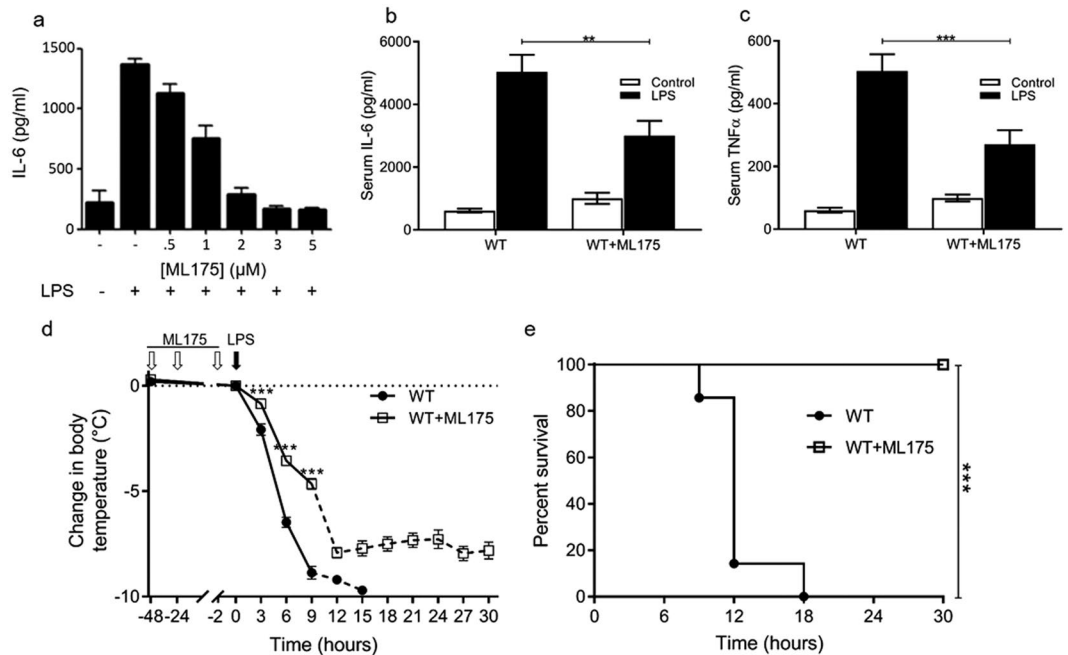 a
1500
1000
500
0
IL-6 (pg/ml)
- - .5 1 2 3 5
[ML175] (µM)
LPS - + + + + + +
b
6000
4000
2000
0
Serum IL-6 (pg/ml)
**
Control
LPS
WT WT+ML175
c
600
400
200
0
Serum TNFα (pg/ml)
***
Control
LPS
WT WT+ML175
d
ML175 LPS
0
-5
-10
Change in body
temperature (°C)
***
***
***
WT
WT+ML175
-48 -24 -2 0 3 6 9 12 15 18 21 24 27 30
Time (hours)
e
100
80
60
40
20
0
Percent survival
WT
WT+ML175
***
0 6 12 18 24 30
Time (hours)